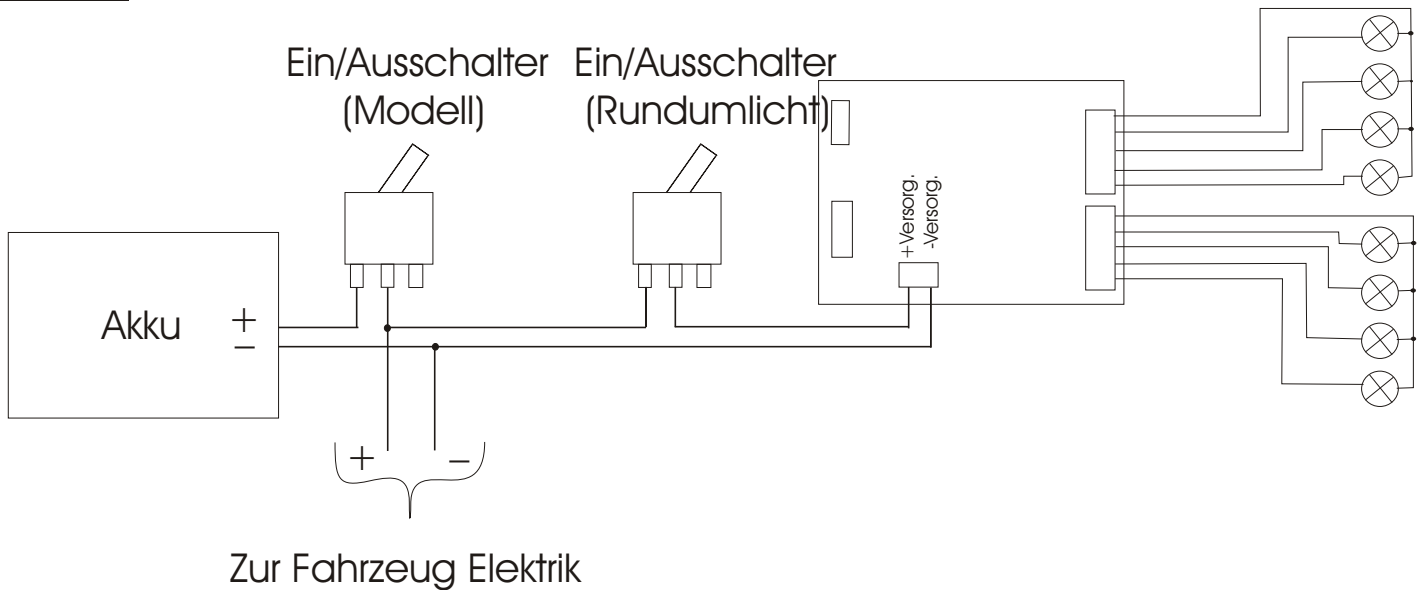 Ein/Ausschalter
(Modell)
Ein/Ausschalter
(Rundumlicht)
+Versorg.
-Versorg.
Akku
+
−
+
−
Zur Fahrzeug Elektrik